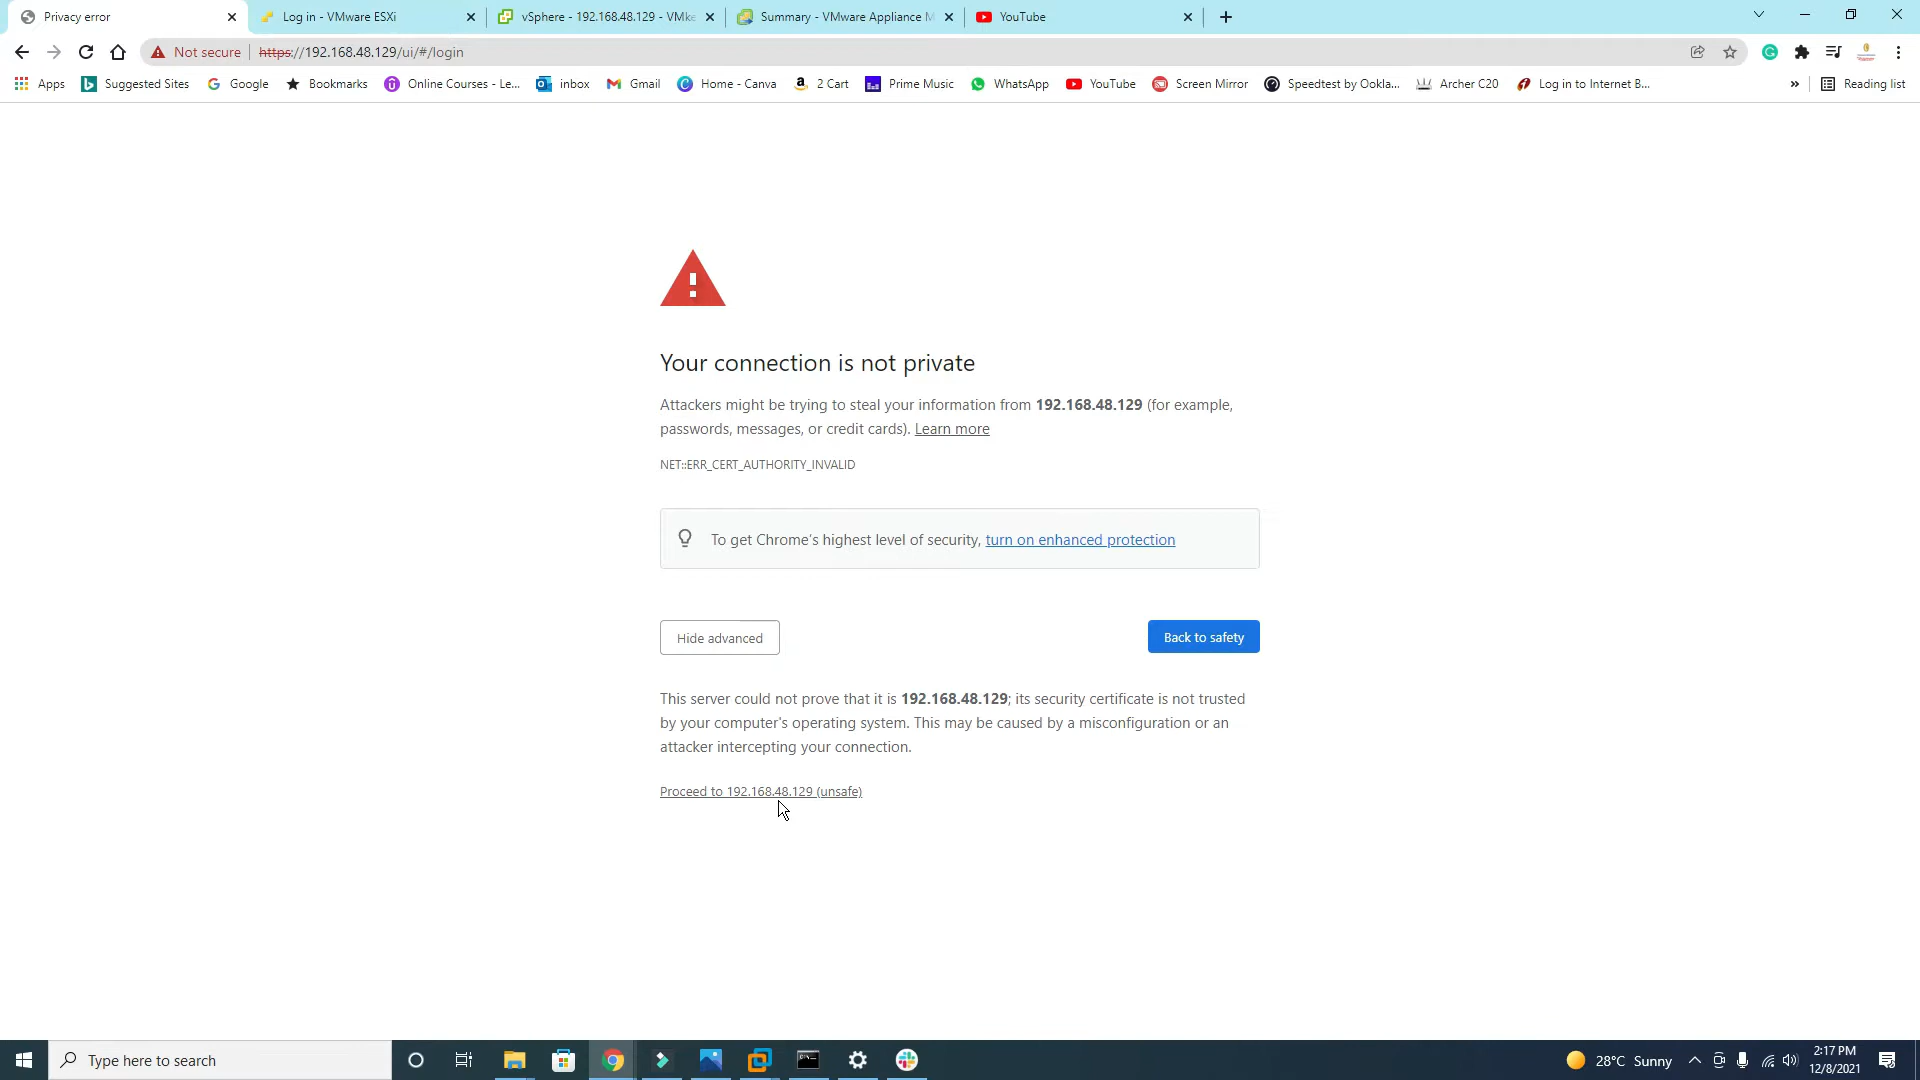 Privacy error
Log in - VMware ESXi
vSphere - 192.168.48.129 - VMke
Summary - VMware Appliance M
YouTube
Not secure
https://192.168.48.129/ui/#/login
Apps
Suggested Sites
Google
Bookmarks
Online Courses - Le...
inbox
Gmail
Home - Canva
2 Cart
Prime Music
WhatsApp
YouTube
Screen Mirror
Speedtest by Ookla...
Archer C20
Log in to Internet B...
»
Reading list
Your connection is not private
Attackers might be trying to steal your information from 192.168.48.129 (for example,
passwords, messages, or credit cards). Learn more
NET::ERR_CERT_AUTHORITY_INVALID
To get Chrome's highest level of security, turn on enhanced protection
Hide advanced
Back to safety
This server could not prove that it is 192.168.48.129; its security certificate is not trusted
by your computer's operating system. This may be caused by a misconfiguration or an
attacker intercepting your connection.
Proceed to 192.168.48.129 (unsafe)
Type here to search
28°C Sunny
2:17 PM
12/8/2021